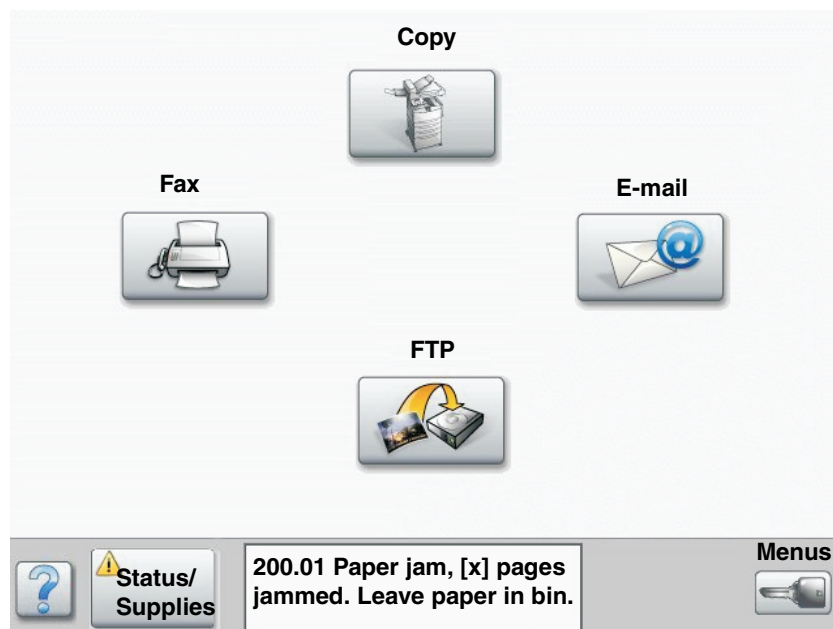 Copy
Fax
E-mail
FTP
Status/
Supplies
200.01 Paper jam, [x] pages
jammed. Leave paper in bin.
Menus